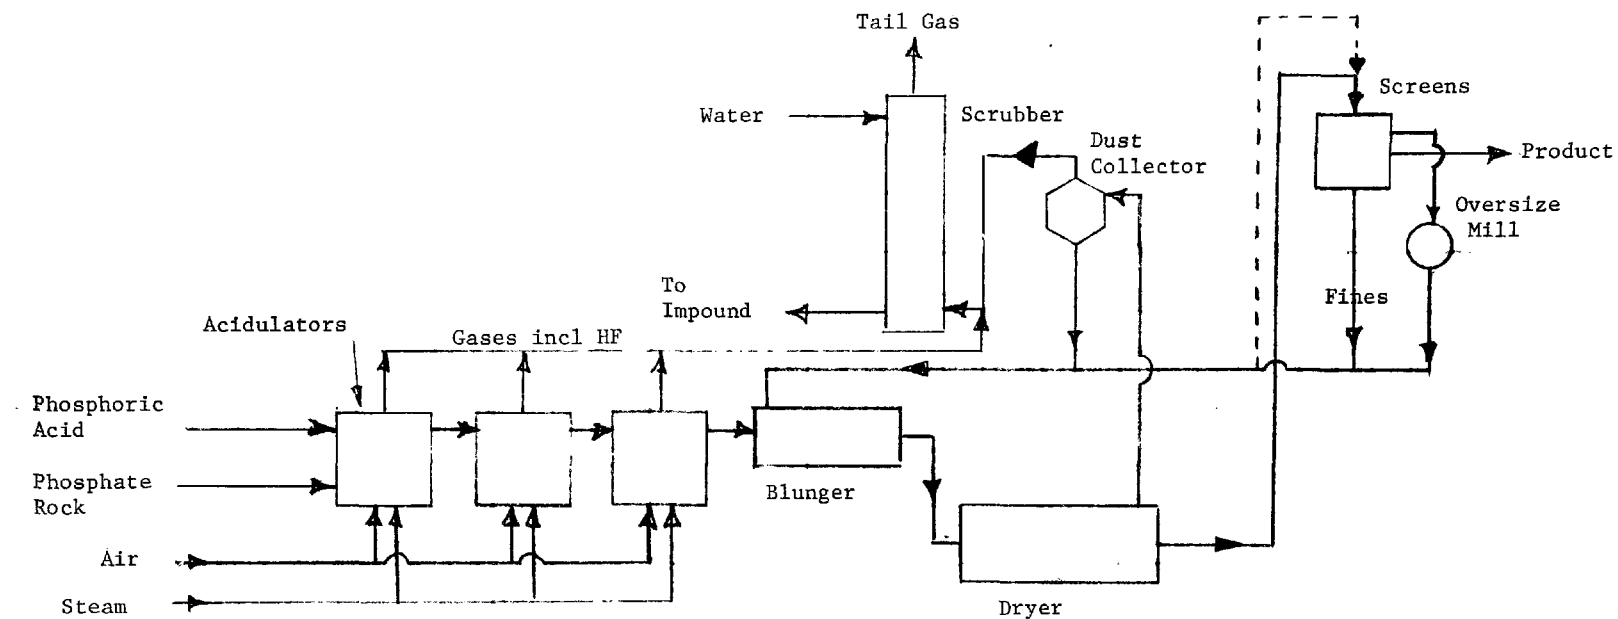 Tail Gas
Screens
Water
Scrubber
Dust
Collector
Product
Oversize
Mill
To
Impound
Fines
Acidulators
Gases incl HF
Phosphoric
Acid
Phosphate
Rock
Blunger
Air
Steam
Dryer